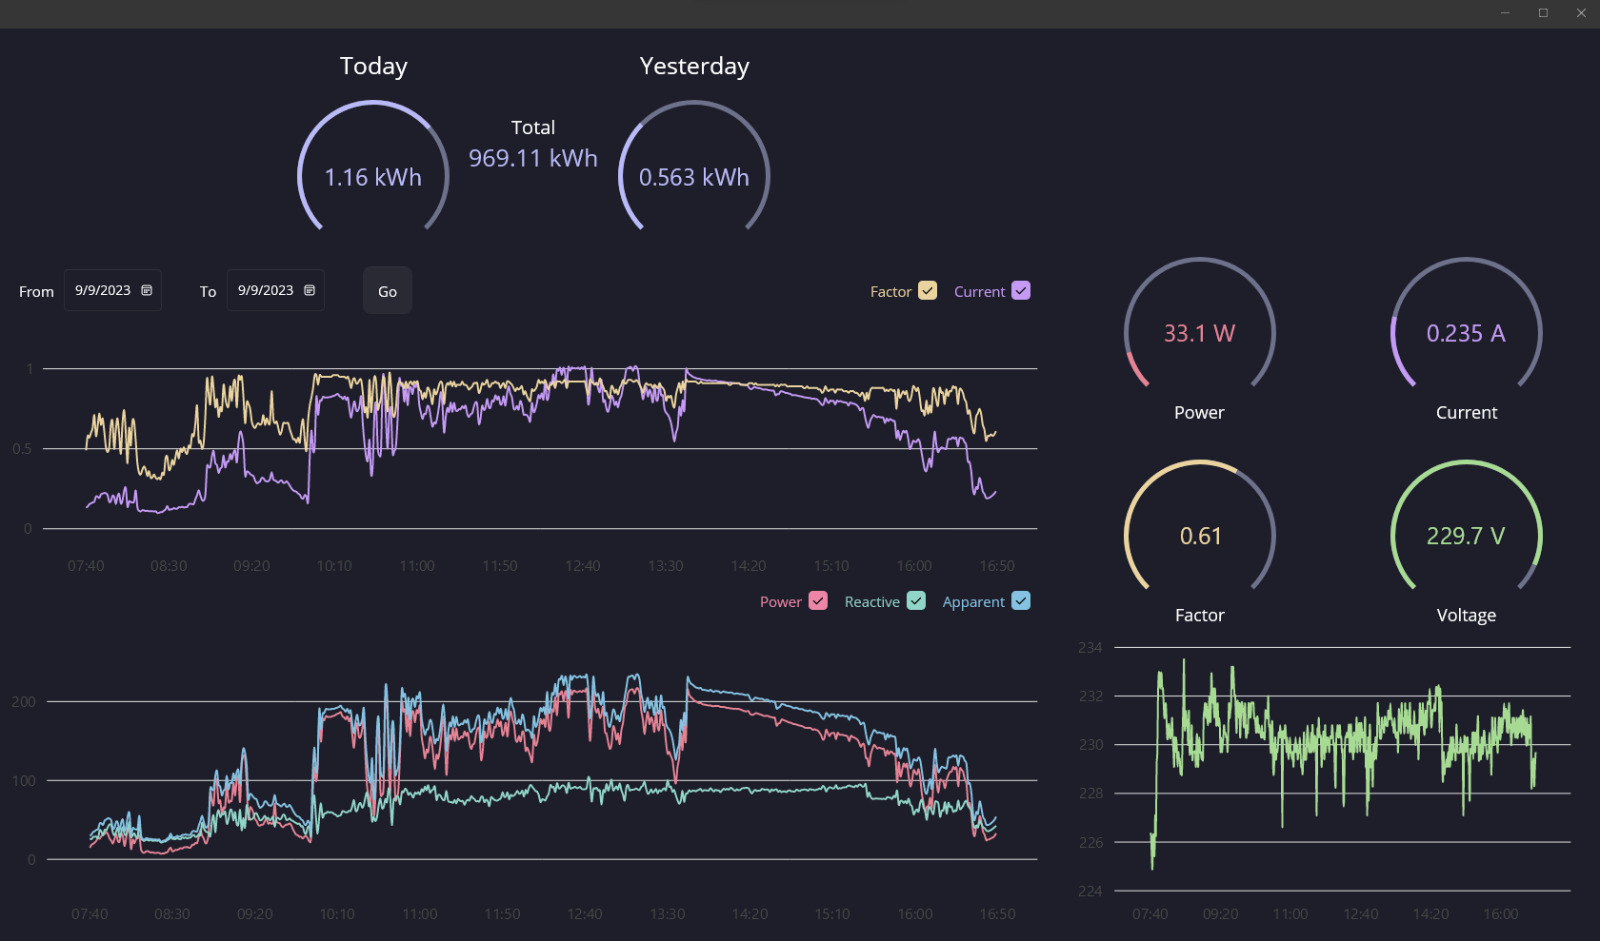 Today
Yesterday
Total
969.11 kWh
1.16 kWh
0.563 kWh
From 9/9/2023 To 9/9/2023 Go
Factor Current
1
0.5
0
07:40 08:30 09:20 10:10 11:00 11:50 12:40 13:30 14:20 15:10 16:00 16:50
Power Reactive Apparent
200
100
0
07:40 08:30 09:20 10:10 11:00 11:50 12:40 13:30 14:20 15:10 16:00 16:50
33.1 W
Power
0.235 A
Current
0.61
Factor
229.7 V
Voltage
234
232
230
228
226
224
07:40 09:20 11:00 12:40 14:20 16:00